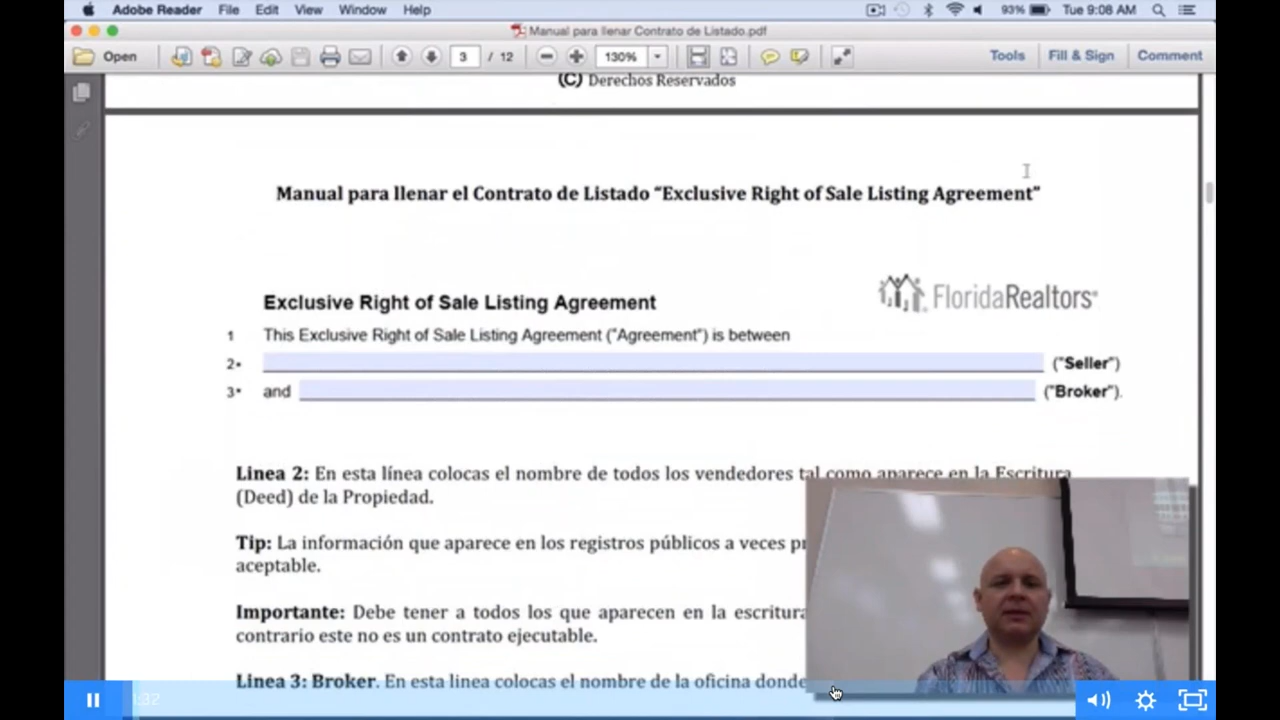 Adobe Reader File Edit View Window Help 93% Tue 9:08 AM
Manual para llenar Contrato de Listado.pdf
Open 3 / 12 130% Tools Fill & Sign Comment
(C) Derechos Reservados
Manual para llenar el Contrato de Listado “Exclusive Right of Sale Listing Agreement”
FloridaRealtors®
Exclusive Right of Sale Listing Agreement
1 This Exclusive Right of Sale Listing Agreement ("Agreement") is between
2* ("Seller")
3* and ("Broker").
Linea 2: En esta línea colocas el nombre de todos los vendedores tal como aparece en la Escritura
(Deed) de la Propiedad.
Tip: La información que aparece en los registros públicos a veces
aceptable.
Importante: Debe tener a todos los que aparecen en la escritura
contrario este no es un contrato ejecutable.
Linea 3: Broker. En esta linea colocas el nombre de la oficina donde
:32